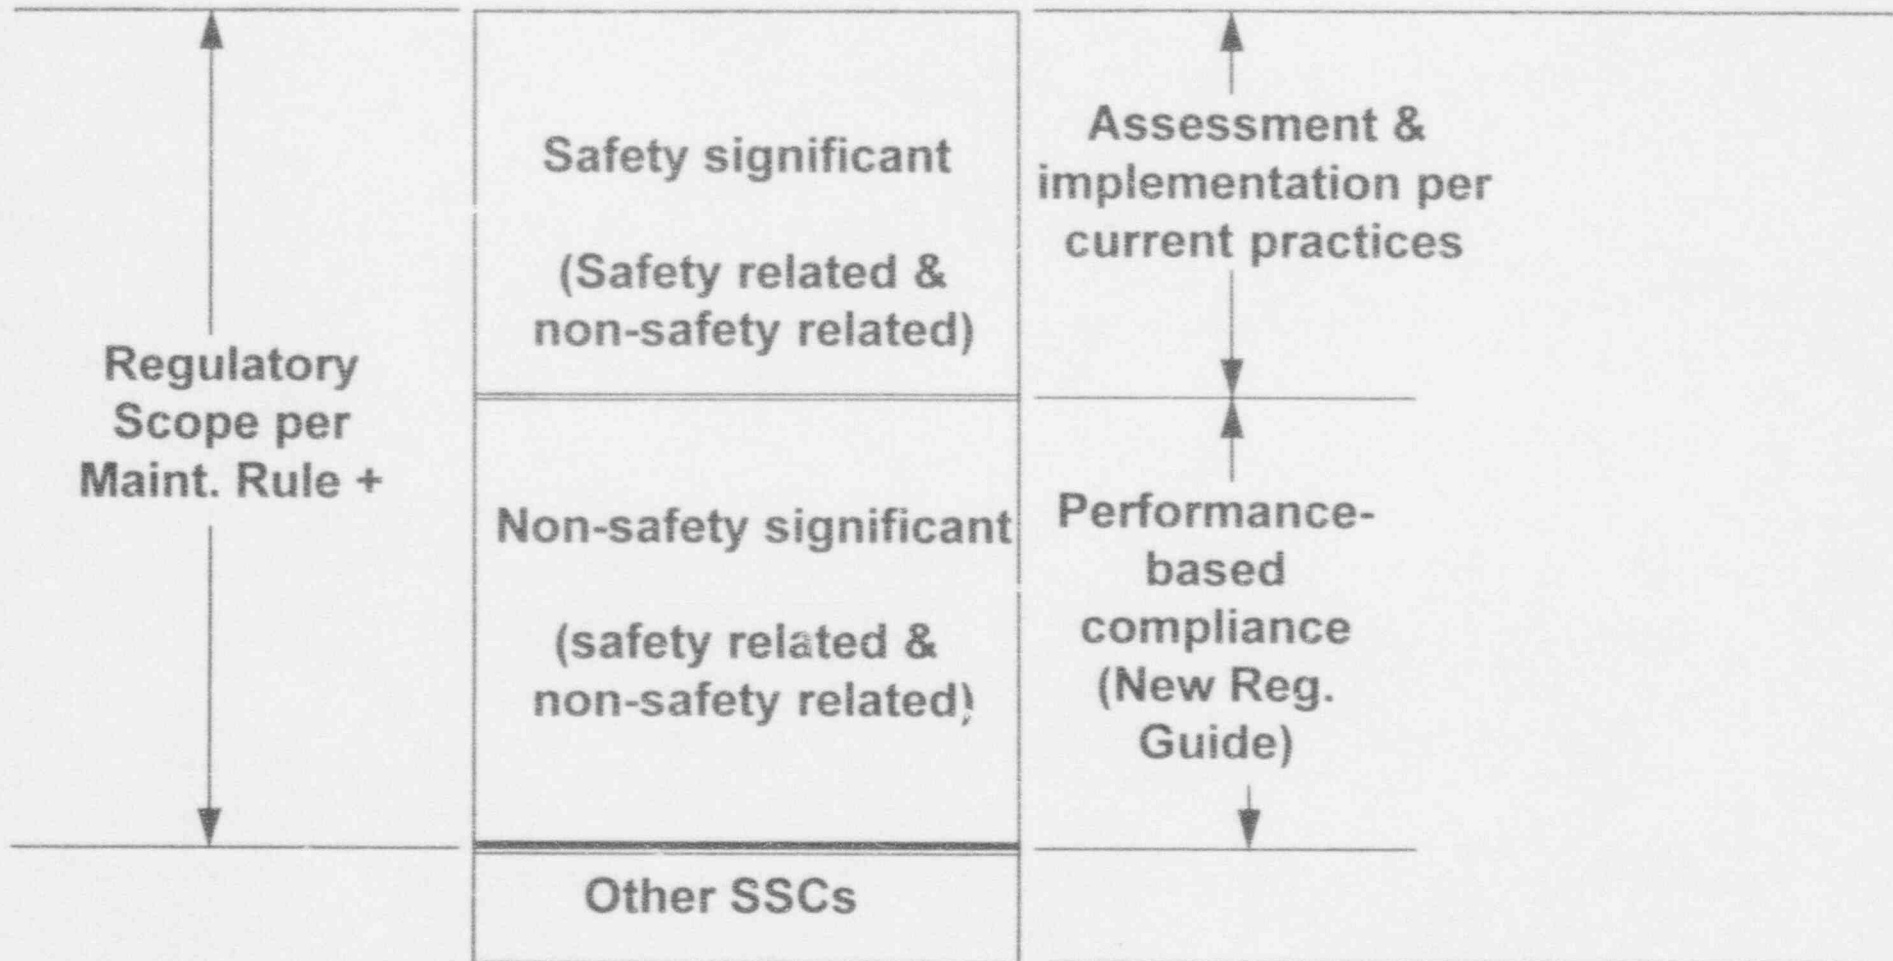 Regulatory
Scope per
Maint. Rule +
Safety significant
(Safety related &
non-safety related)
Non-safety significant
(safety related &
non-safety related)
Other SSCs
Assessment &
implementation per
current practices
Performance-
based
compliance
(New Reg.
Guide)